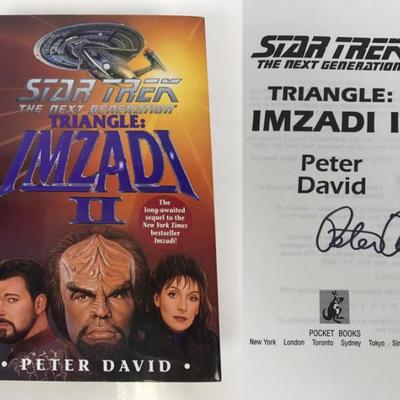 STAR TREK
THE NEXT GENERATION
TRIANGLE:
IMZADI
II
The
long-awaited
sequel to the
New York Times
bestseller
Imzadi!
• PETER DAVID •
STAR TREK
THE NEXT GENERATION
TRIANGLE:
IMZADI I
Peter
David
Peter
POCKET BOOKS
New York London Toronto Sydney Tokyo Sin